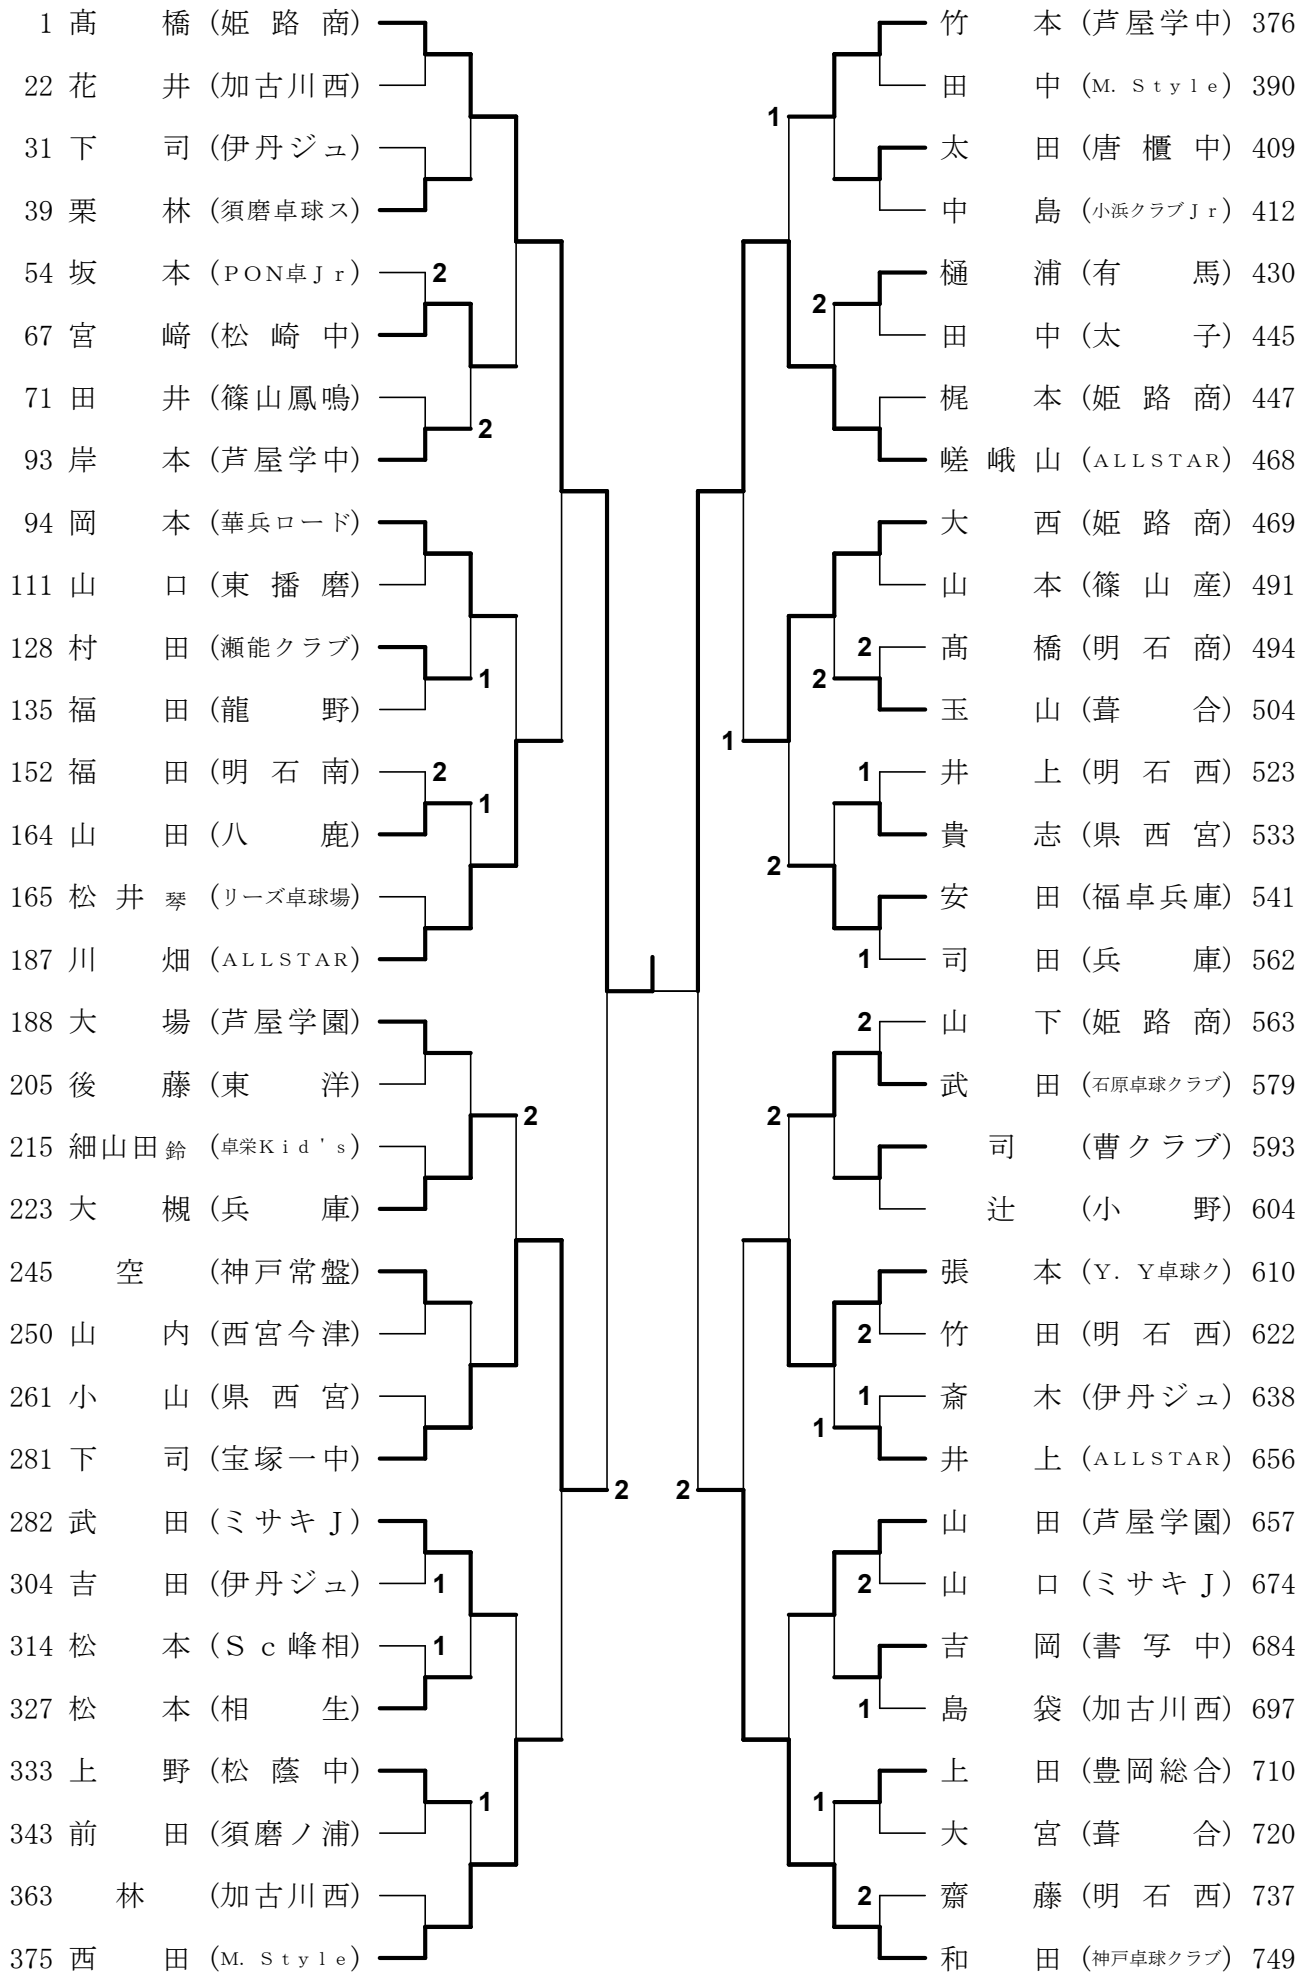 1 髙橋 (姫路商)
22 花井 (加古川西)
31 下司 (伊丹ジュ)
39 栗林 (須磨卓球ス)
54 坂本 (PON卓Jr) 2
67 宮﨑 (松崎中)
71 田井 (篠山鳳鳴)
2
93 岸本 (芦屋学中)
94 岡本 (華兵ロード)
111 山口 (東播磨)
128 村田 (瀬能クラブ)
1
135 福田 (龍野)
152 福田 (明石南) 2
1
164 山田 (八鹿)
165 松井琴 (リーズ卓球場)
187 川畑 (ALLSTAR)
188 大場 (芦屋学園)
205 後藤 (東洋)
2
215 細山田鈴 (卓栄Kid's)
223 大槻 (兵庫)
245 空 (神戸常盤)
250 山内 (西宮今津)
261 小山 (県西宮)
281 下司 (宝塚一中)
2
282 武田 (ミサキJ)
304 吉田 (伊丹ジュ) 1
314 松本 (Sc峰相) 1
327 松本 (相生)
333 上野 (松蔭中)
1
343 前田 (須磨ノ浦)
363 林 (加古川西)
375 西田 (M. Style)
竹本 (芦屋学中) 376
田中 (M. Style) 390
1
太田 (唐櫃中) 409
中島 (小浜クラブJr) 412
樋浦 (有馬) 430
2
田中 (太子) 445
梶本 (姫路商) 447
嵯峨山 (ALLSTAR) 468
大西 (姫路商) 469
山本 (篠山産) 491
2 髙橋 (明石商) 494
2
玉山 (葺合) 504
1
1 井上 (明石西) 523
貴志 (県西宮) 533
2
安田 (福卓兵庫) 541
1 司田 (兵庫) 562
2 山下 (姫路商) 563
武田 (石原卓球クラブ) 579
2
司 (曹クラブ) 593
辻 (小野) 604
張本 (Y. Y卓球ク) 610
2 竹田 (明石西) 622
1 斎木 (伊丹ジュ) 638
1
井上 (ALLSTAR) 656
2
山田 (芦屋学園) 657
2 山口 (ミサキJ) 674
吉岡 (書写中) 684
1 島袋 (加古川西) 697
上田 (豊岡総合) 710
1
大宮 (葺合) 720
2 齋藤 (明石西) 737
和田 (神戸卓球クラブ) 749